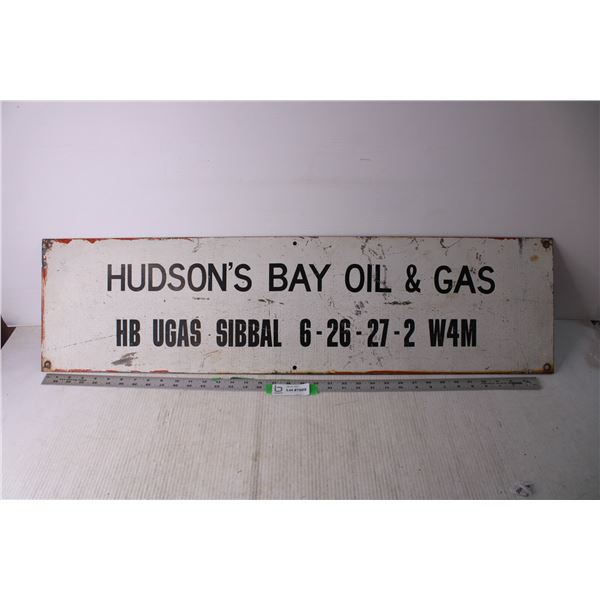 HUDSON'S BAY OIL & GAS
HB UGAS SIBBAL 6-26-27-2 W4M